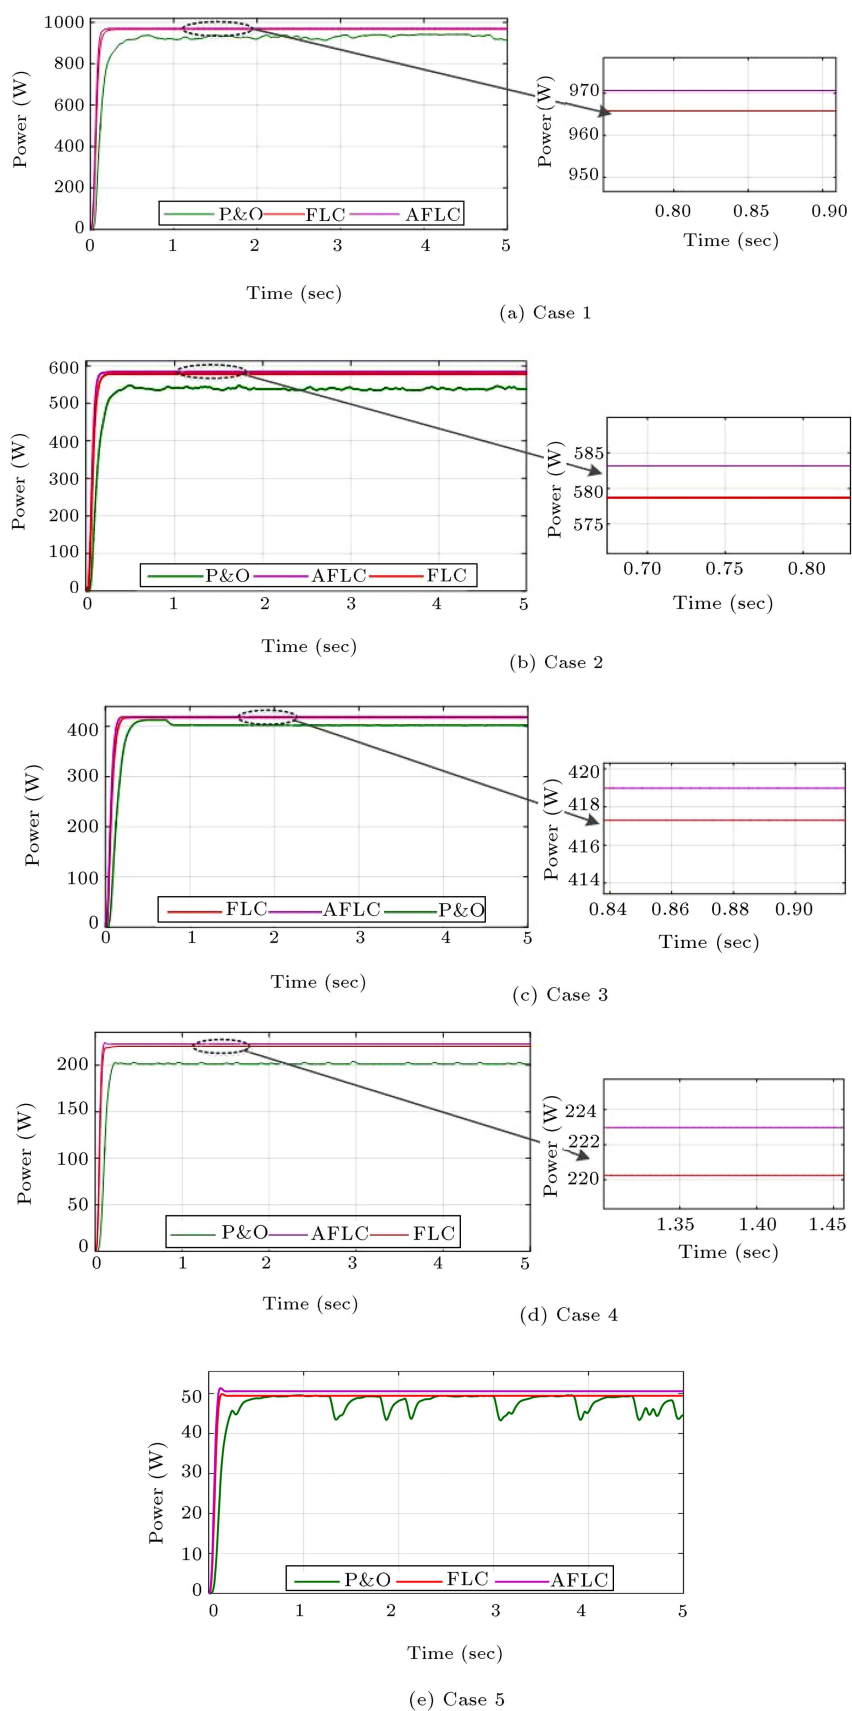 1000
800
600
400
200
0
Power (W)
P&O FLC AFLC
0 1 2 3 4 5
Time (sec)
970
960
950
Power(W)
0.80 0.85 0.90
Time (sec)
(a) Case 1
600
500
400
300
200
100
0
Power (W)
P&O AFLC FLC
0 1 2 3 4 5
Time (sec)
585
580
575
Power (W)
0.70 0.75 0.80
Time (sec)
(b) Case 2
400
300
200
100
0
Power (W)
FLC AFLC P&O
0 1 2 3 4 5
Time (sec)
420
418
416
414
Power (W)
0.84 0.86 0.88 0.90
Time (sec)
(c) Case 3
200
150
100
50
0
Power (W)
P&O AFLC FLC
0 1 2 3 4 5
Time (sec)
224
222
220
Power (W)
1.35 1.40 1.45
Time (sec)
(d) Case 4
50
40
30
20
10
0
Power (W)
P&O FLC AFLC
0 1 2 3 4 5
Time (sec)
(e) Case 5